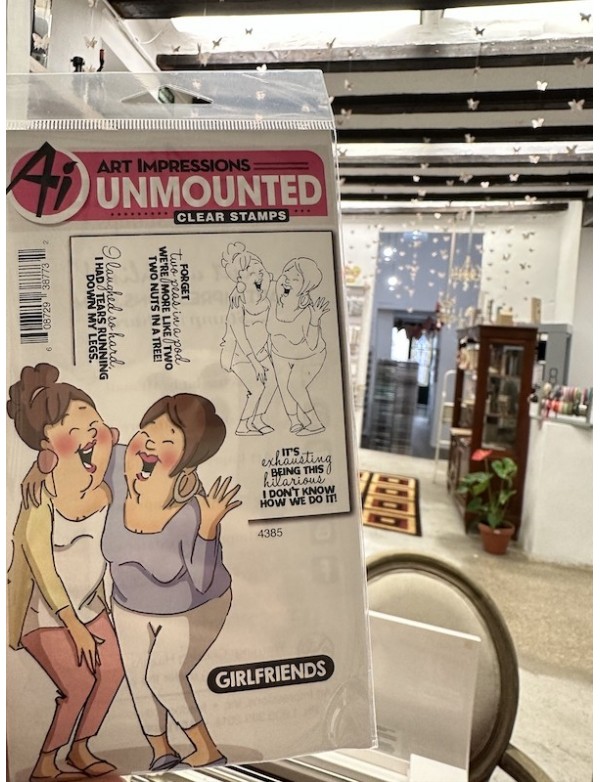 Ai
ART IMPRESSIONS
UNMOUNTED
CLEAR STAMPS
I laughed so hard,
I HAD TEARS RUNNING
DOWN MY LEGS.
FORGET
two peas in a pod
WE'RE MORE LIKE TWO
TWO NUTS IN A TREE!
IT'S
exhausting
BEING THIS
hilarious
I DON'T KNOW
HOW WE DO IT!
4385
GIRLFRIENDS